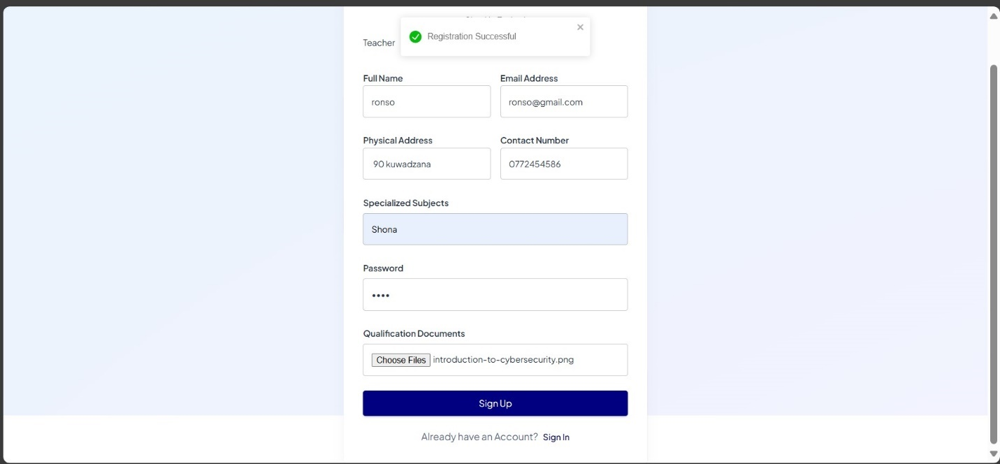 Registration Successful
Teacher
Full Name Email Address
ronso ronso@gmail.com
Physical Address Contact Number
90 kuwadzana 0772454586
Specialized Subjects
Shona
Password
••••
Qualification Documents
Choose Files introduction-to-cybersecurity.png
Sign Up
Already have an Account? Sign In